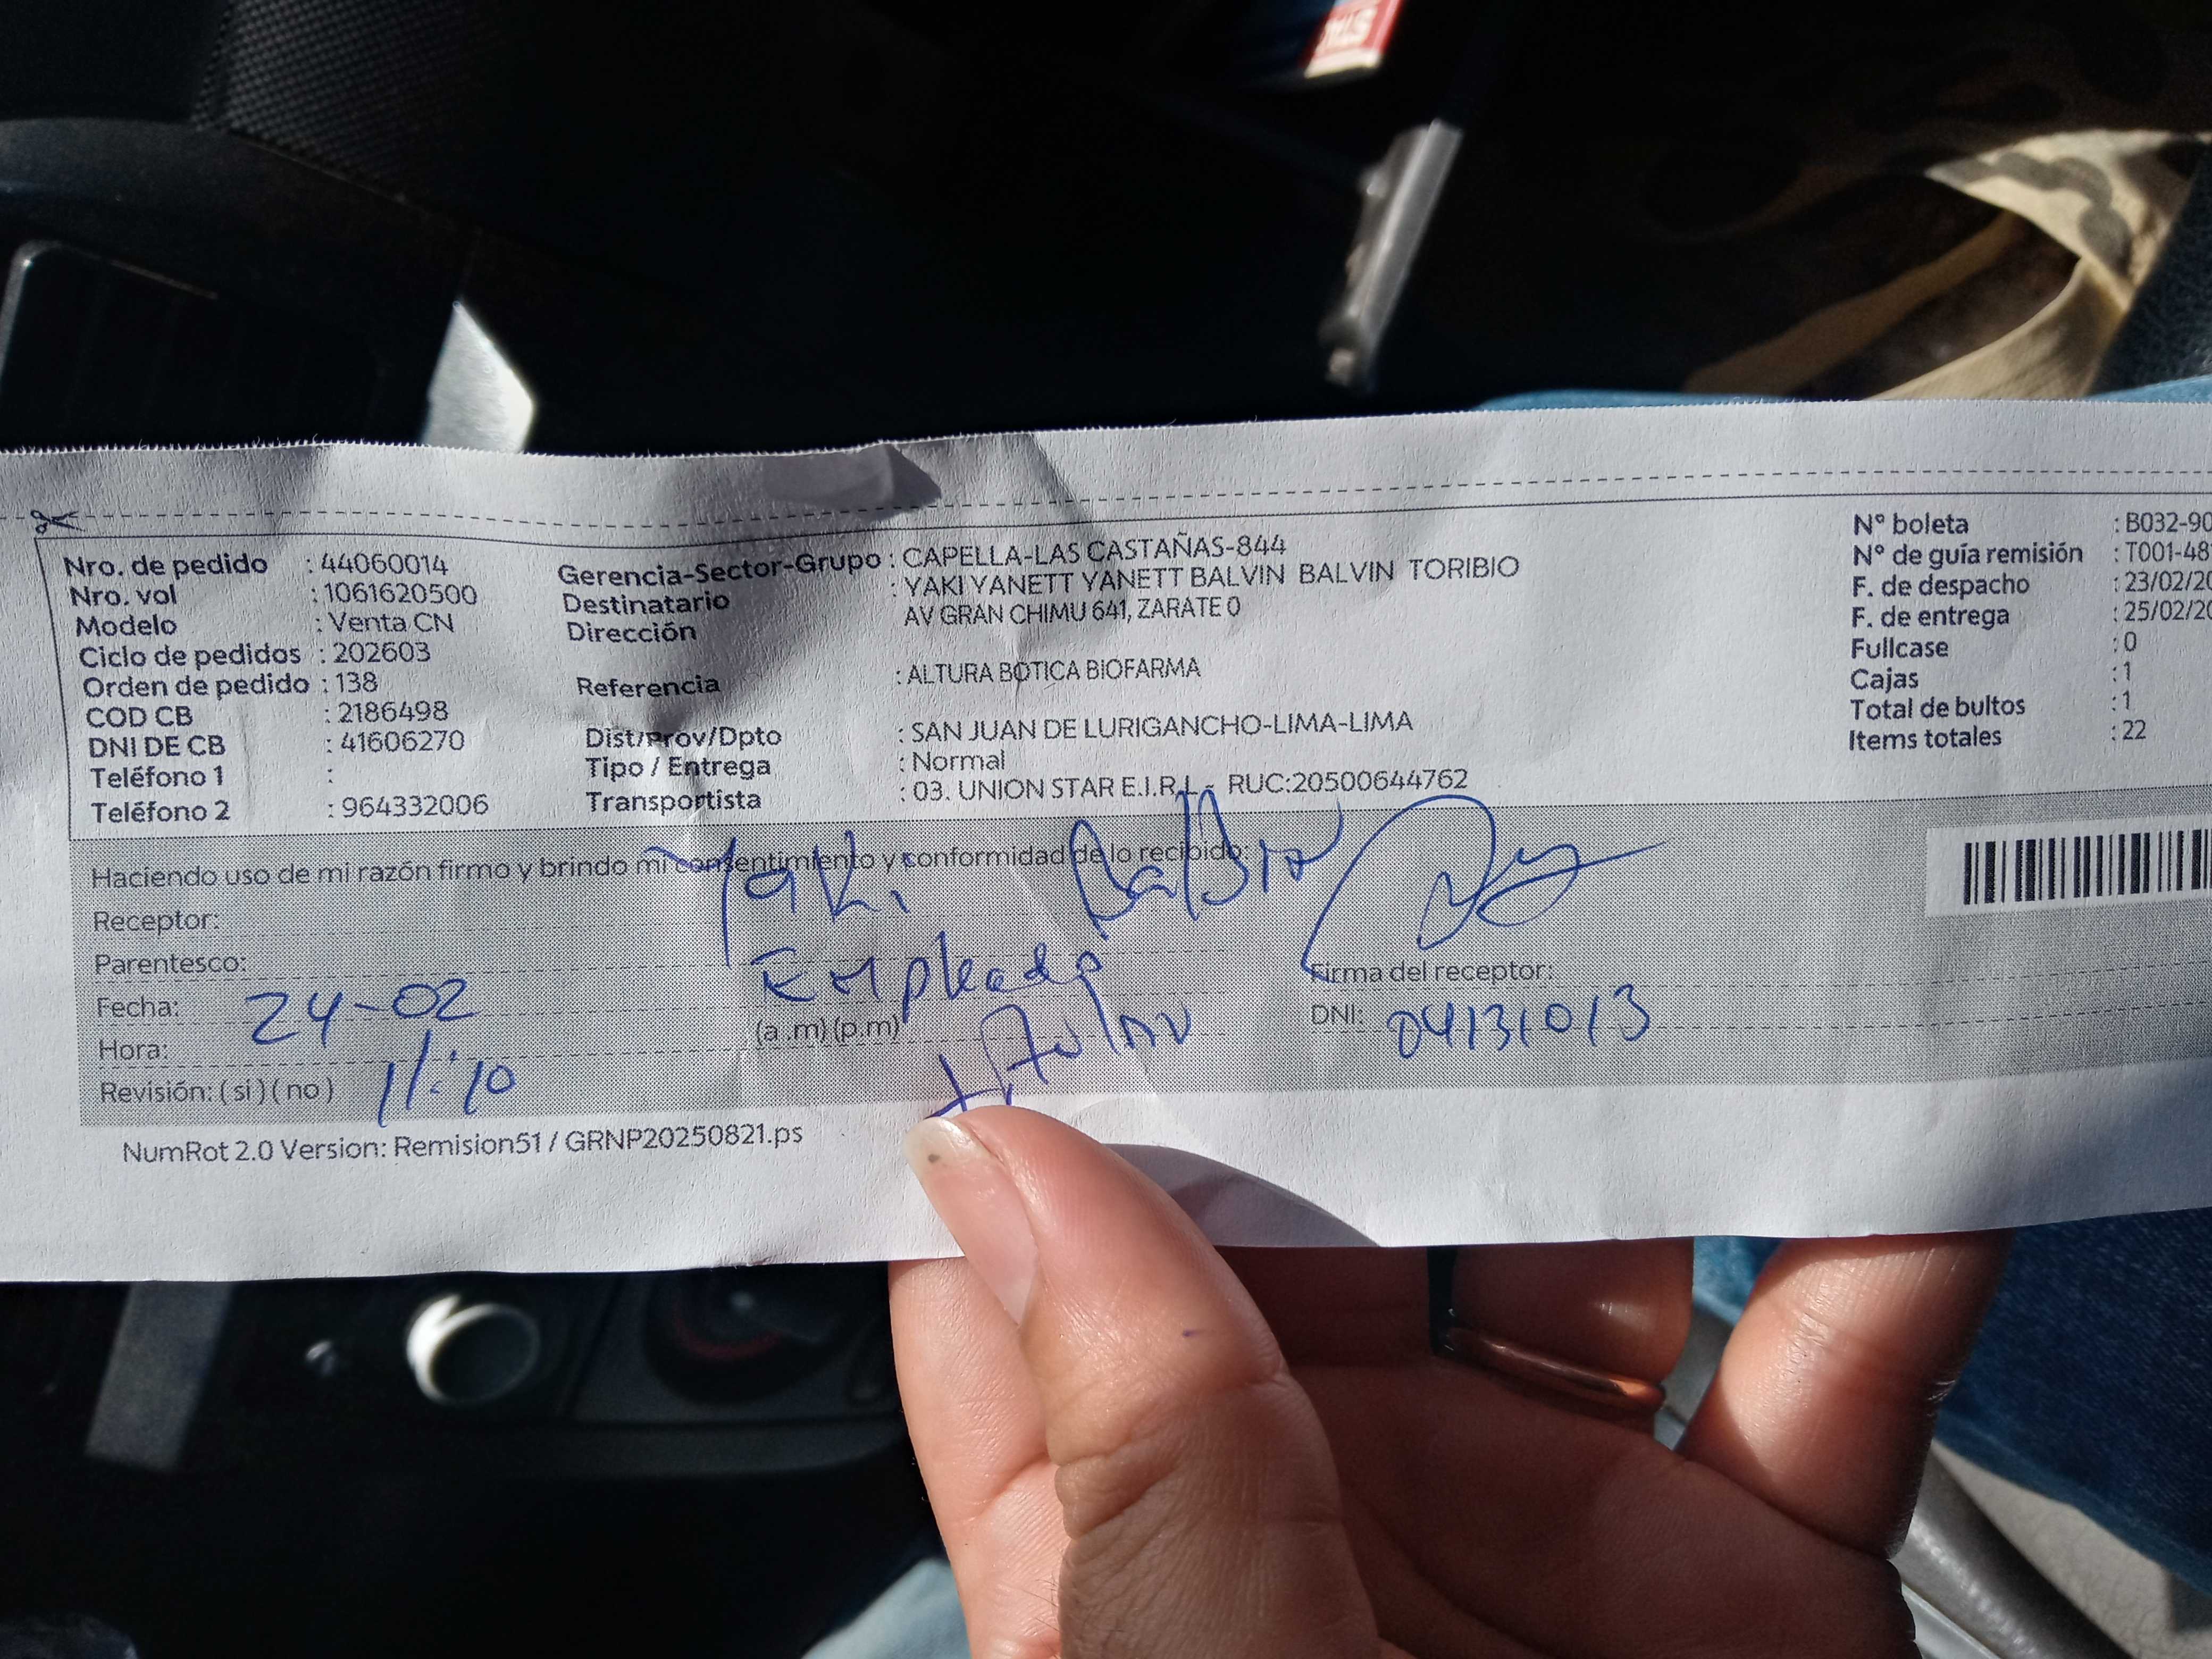 Nro. de pedido : 44060014
Nro. vol : 1061620500
Modelo : Venta CN
Ciclo de pedidos : 202603
Orden de pedido : 138
COD CB : 2186498
DNI DE CB : 41606270
Teléfono 1 :
Teléfono 2 : 964332006
Gerencia-Sector-Grupo : CAPELLA-LAS CASTAÑAS-844
Destinatario : YAKI YANETT YANETT BALVIN BALVIN TORIBIO
Dirección AV GRAN CHIMU 641, ZARATE 0
Referencia : ALTURA BOTICA BIOFARMA
Dist/Prov/Dpto : SAN JUAN DE LURIGANCHO-LIMA-LIMA
Tipo / Entrega : Normal
Transportista : 03. UNION STAR E.I.R.L - RUC:20500644762
N° boleta : B032-90
N° de guía remisión : T001-48
F. de despacho : 23/02/20
F. de entrega : 25/02/20
Fullcase : 0
Cajas : 1
Total de bultos : 1
Items totales : 22
Haciendo uso de mi razón firmo y brindo mi consentimiento y conformidad de lo recibido:
Receptor: Yaki Balbin
Parentesco: Empleado
Fecha: 24-02
Hora: 11:10 (a .m) (p.m)
Revisión: ( si ) ( no )
Firma del receptor:
DNI: 04131013
NumRot 2.0 Version: Remision51 / GRNP20250821.ps